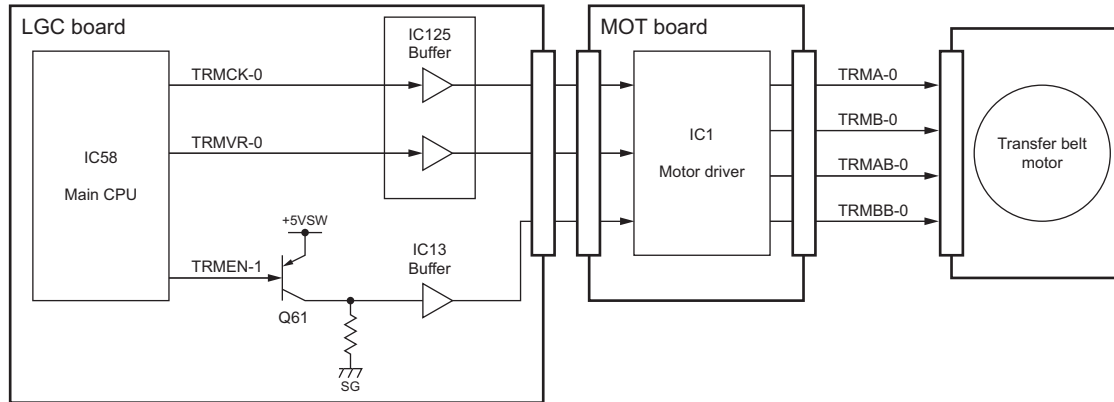 LGC board
MOT board
IC125
Buffer
TRMCK-0
TRMA-0
TRMB-0
IC58
Main CPU
TRMVR-0
IC1
Motor driver
Transfer belt
motor
TRMAB-0
TRMBB-0
+5VSW
IC13
Buffer
TRMEN-1
Q61
SG